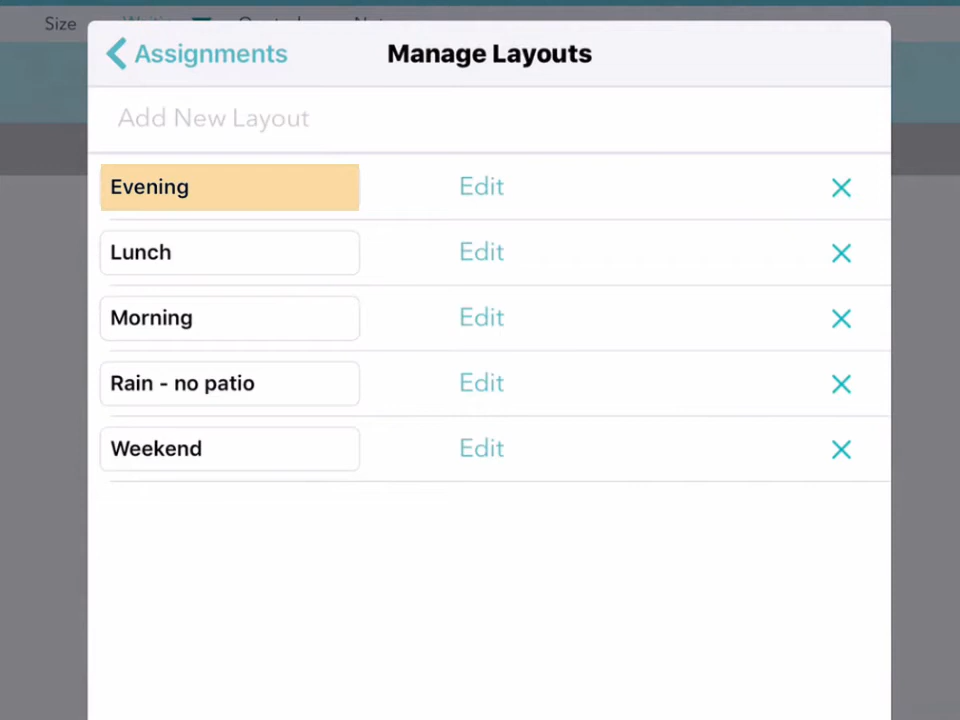 Size
Assignments
Manage Layouts
Add New Layout
Evening Edit
Lunch Edit
Morning Edit
Rain - no patio Edit
Weekend Edit